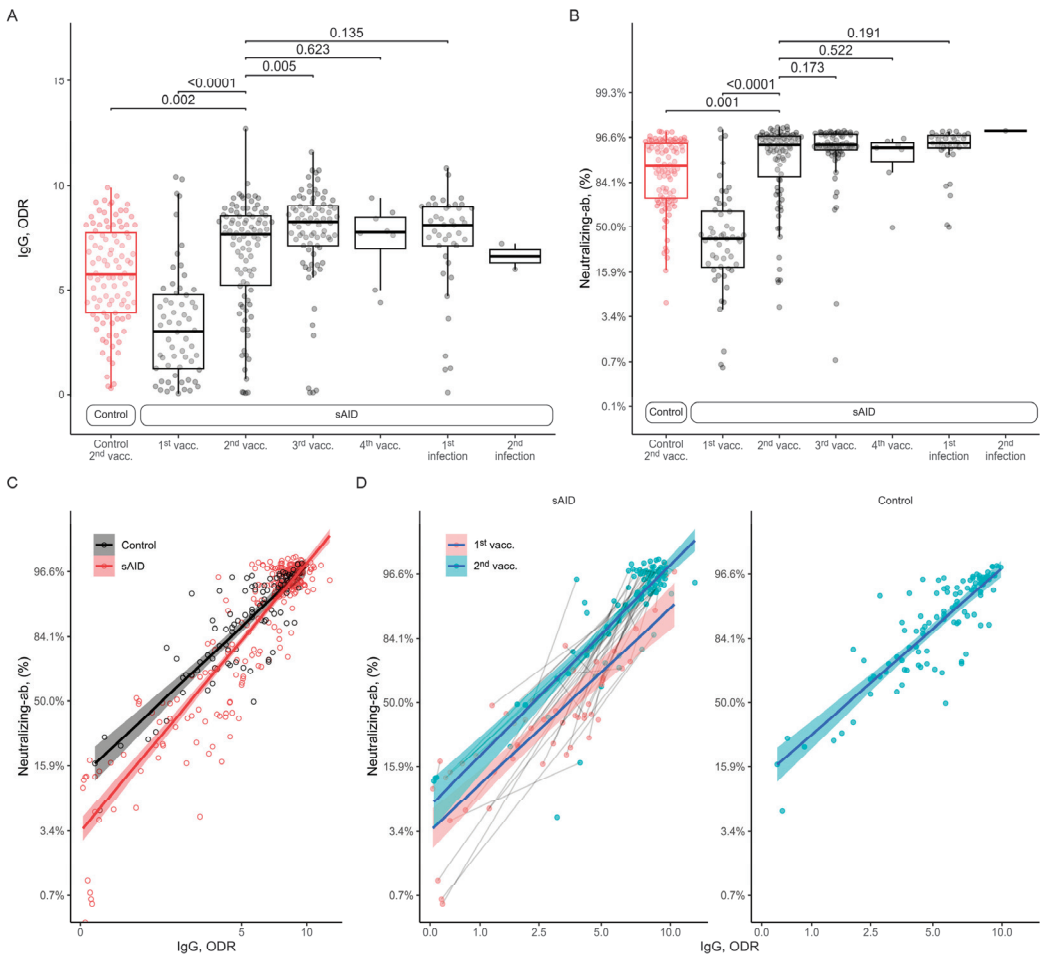 A
0.135
0.623
0.005
<0.0001
0.002
15
10
5
0
IgG, ODR
Control
sAID
Control
2nd vacc.
1st vacc.
2nd vacc.
3rd vacc.
4th vacc.
1st
infection
2nd
infection
B
0.191
0.522
0.173
<0.0001
0.001
99.3%
96.6%
84.1%
50.0%
15.9%
3.4%
0.7%
0.1%
Neutralizing-ab, (%)
Control
sAID
Control
2nd vacc.
1st vacc.
2nd vacc.
3rd vacc.
4th vacc.
1st
infection
2nd
infection
C
Control
sAID
96.6%
84.1%
50.0%
15.9%
3.4%
0.7%
Neutralizing-ab, (%)
0
5
10
IgG, ODR
D
sAID
Control
1st vacc.
2nd vacc.
96.6%
84.1%
50.0%
15.9%
3.4%
0.7%
Neutralizing-ab, (%)
0.0
1.0
2.5
5.0
10.0
IgG, ODR
96.6%
84.1%
50.0%
15.9%
3.4%
0.7%
0.0
1.0
2.5
5.0
10.0